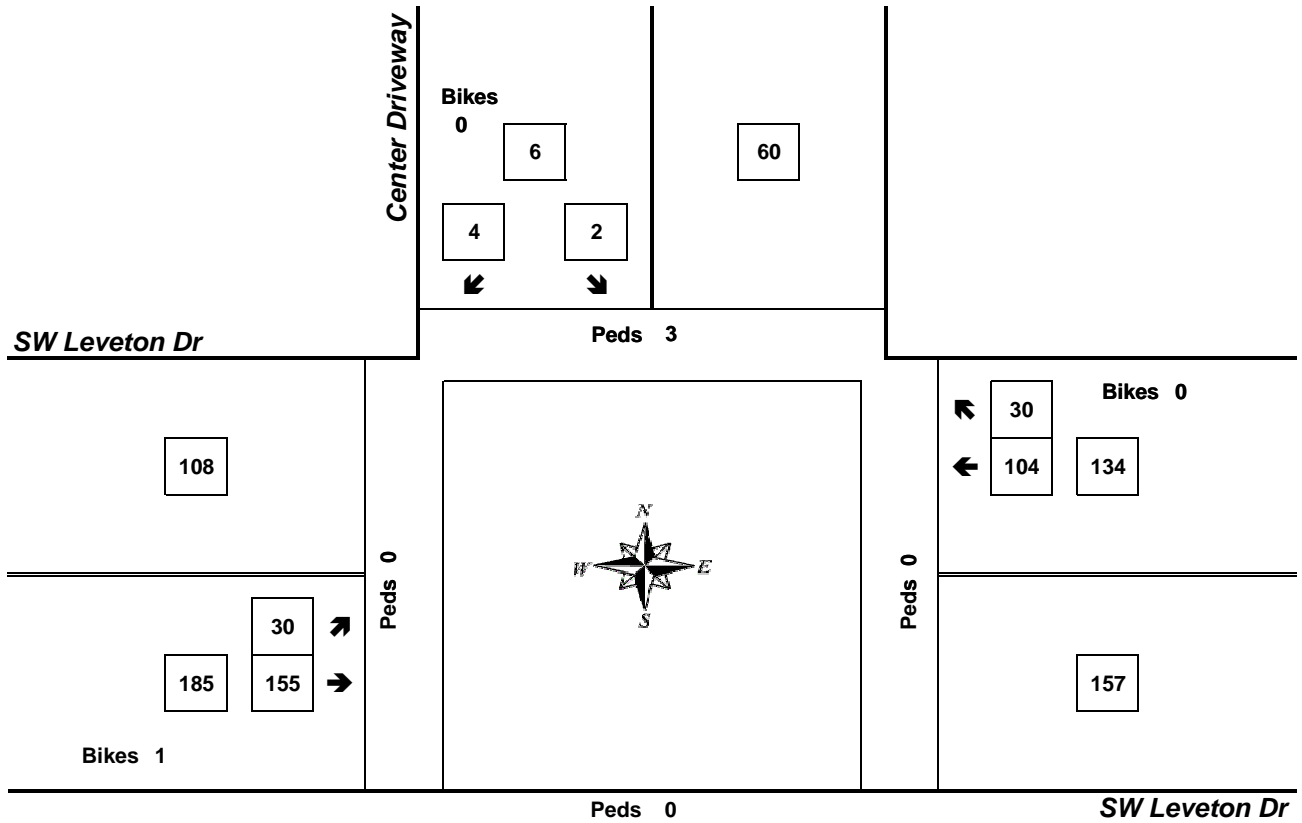 Center Driveway
Bikes
0
6
60
4
2
SW Leveton Dr
Peds 3
30
Bikes 0
108
104
134
N
W
E
S
Peds 0
Peds 0
30
185
155
157
Bikes 1
Peds 0
SW Leveton Dr